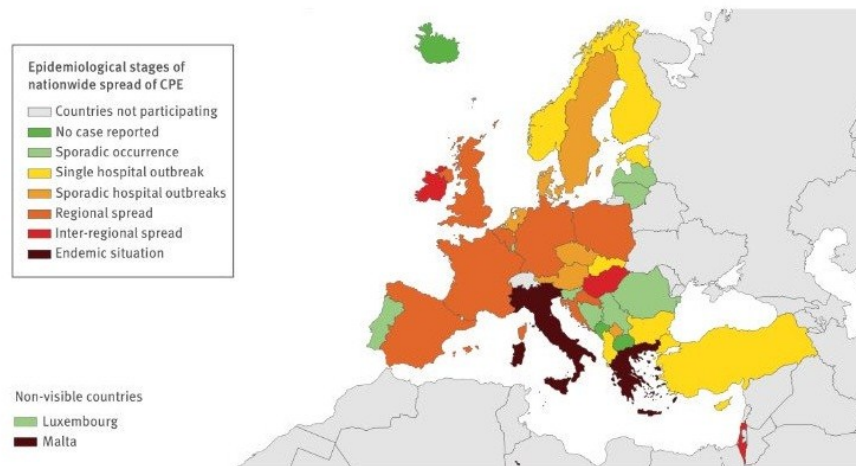 Epidemiological stages of
nationwide spread of CPE
Countries not participating
No case reported
Sporadic occurrence
Single hospital outbreak
Sporadic hospital outbreaks
Regional spread
Inter-regional spread
Endemic situation
Non-visible countries
Luxembourg
Malta